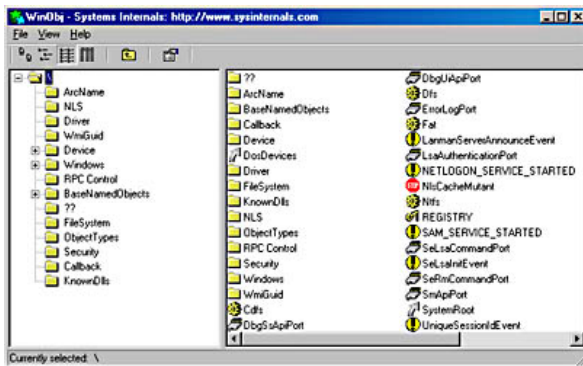 WinObj - Systems Internals: http://www.sysinternals.com
File View Help
\
ArcName
NLS
Driver
WmiGuid
Device
Windows
RPC Control
BaseNamedObjects
??
FileSystem
ObjectTypes
Security
Callback
KnownDlls
??
ArcName
BaseNamedObjects
Callback
Device
DosDevices
Driver
FileSystem
KnownDlls
NLS
ObjectTypes
RPC Control
Security
Windows
WmiGuid
Cdfs
DbgSsApiPort
DbgUiApiPort
Dfs
ErrorLogPort
Fat
LanmanServerAnnounceEvent
LsaAuthenticationPort
NETLOGON_SERVICE_STARTED
NlsCacheMutant
Ntfs
REGISTRY
SAM_SERVICE_STARTED
SeLsaCommandPort
SeLsaInitEvent
SeRmCommandPort
SmApiPort
SystemRoot
UniqueSessionIdEvent
Currently selected: \